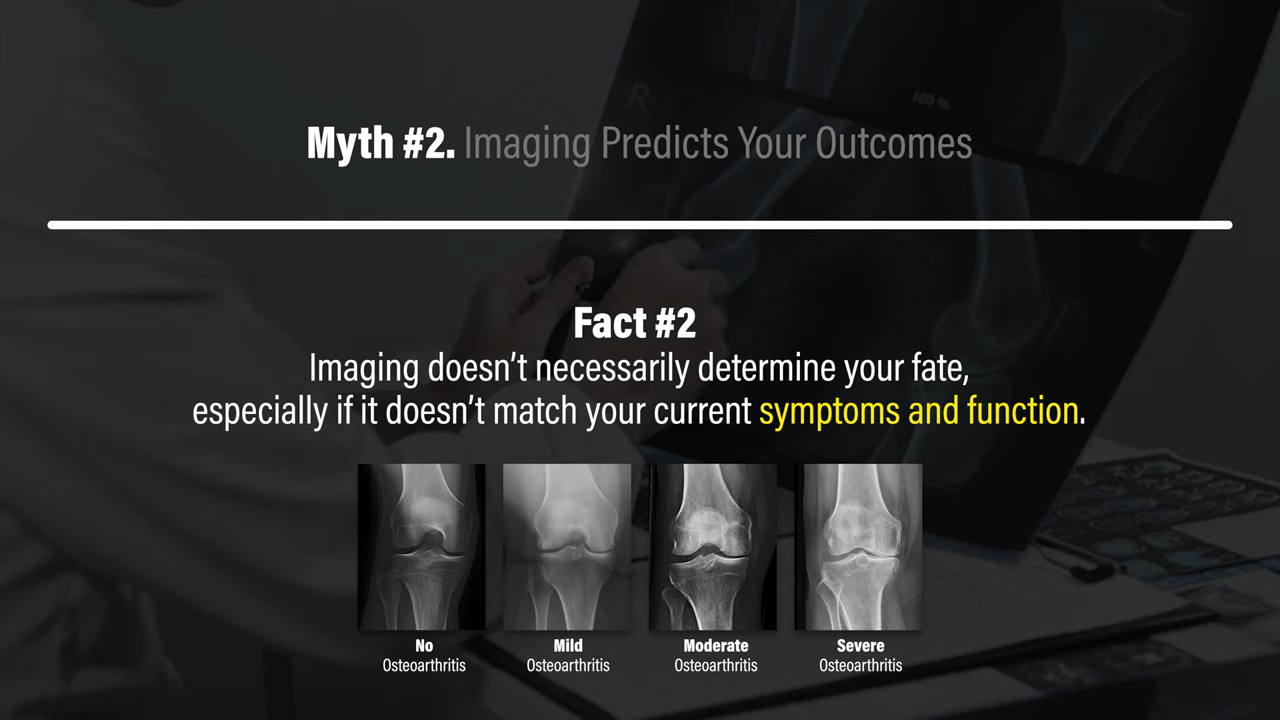 R
100 %
Myth #2. Imaging Predicts Your Outcomes
L
Fact #2
Imaging doesn't necessarily determine your fate,
especially if it doesn't match your current symptoms and function.
No
Osteoarthritis
Mild
Osteoarthritis
Moderate
Osteoarthritis
Severe
Osteoarthritis